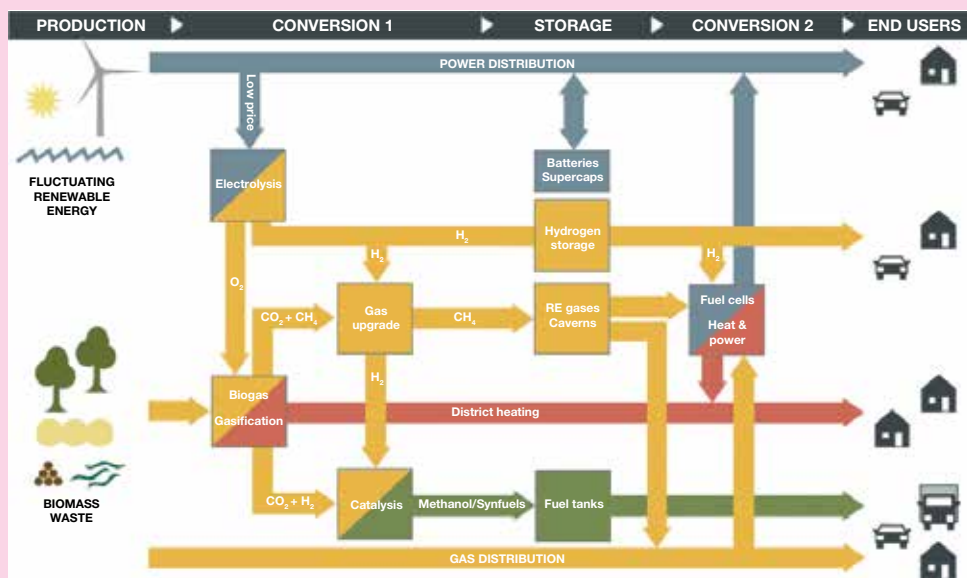 PRODUCTION CONVERSION 1 STORAGE CONVERSION 2 END USERS
POWER DISTRIBUTION
Low price
FLUCTUATING
RENEWABLE
ENERGY
Electrolysis
Batteries
Supercaps
H₂
Hydrogen
storage
H₂
H₂
O₂
CO₂ + CH₄
Gas
upgrade
CH₄
RE gases
Caverns
Fuel cells
Heat &
power
H₂
Biogas
Gasification
District heating
BIOMASS
WASTE
CO₂ + H₂
Catalysis
Methanol/Synfuels
Fuel tanks
GAS DISTRIBUTION